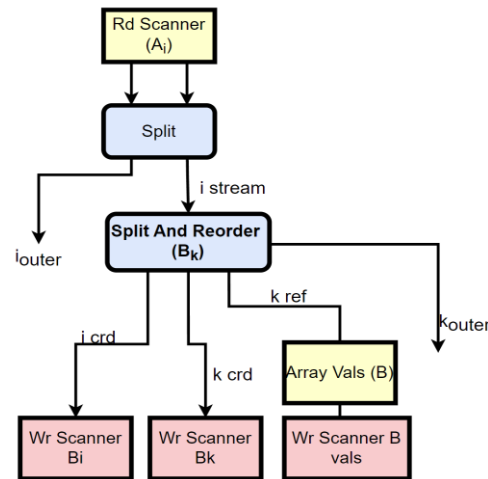 Rd Scanner
(Ai)
Split
i stream
iouter
Split And Reorder
(Bk)
k ref
kouter
i crd
k crd
Array Vals (B)
Wr Scanner
Bi
Wr Scanner
Bk
Wr Scanner B
vals